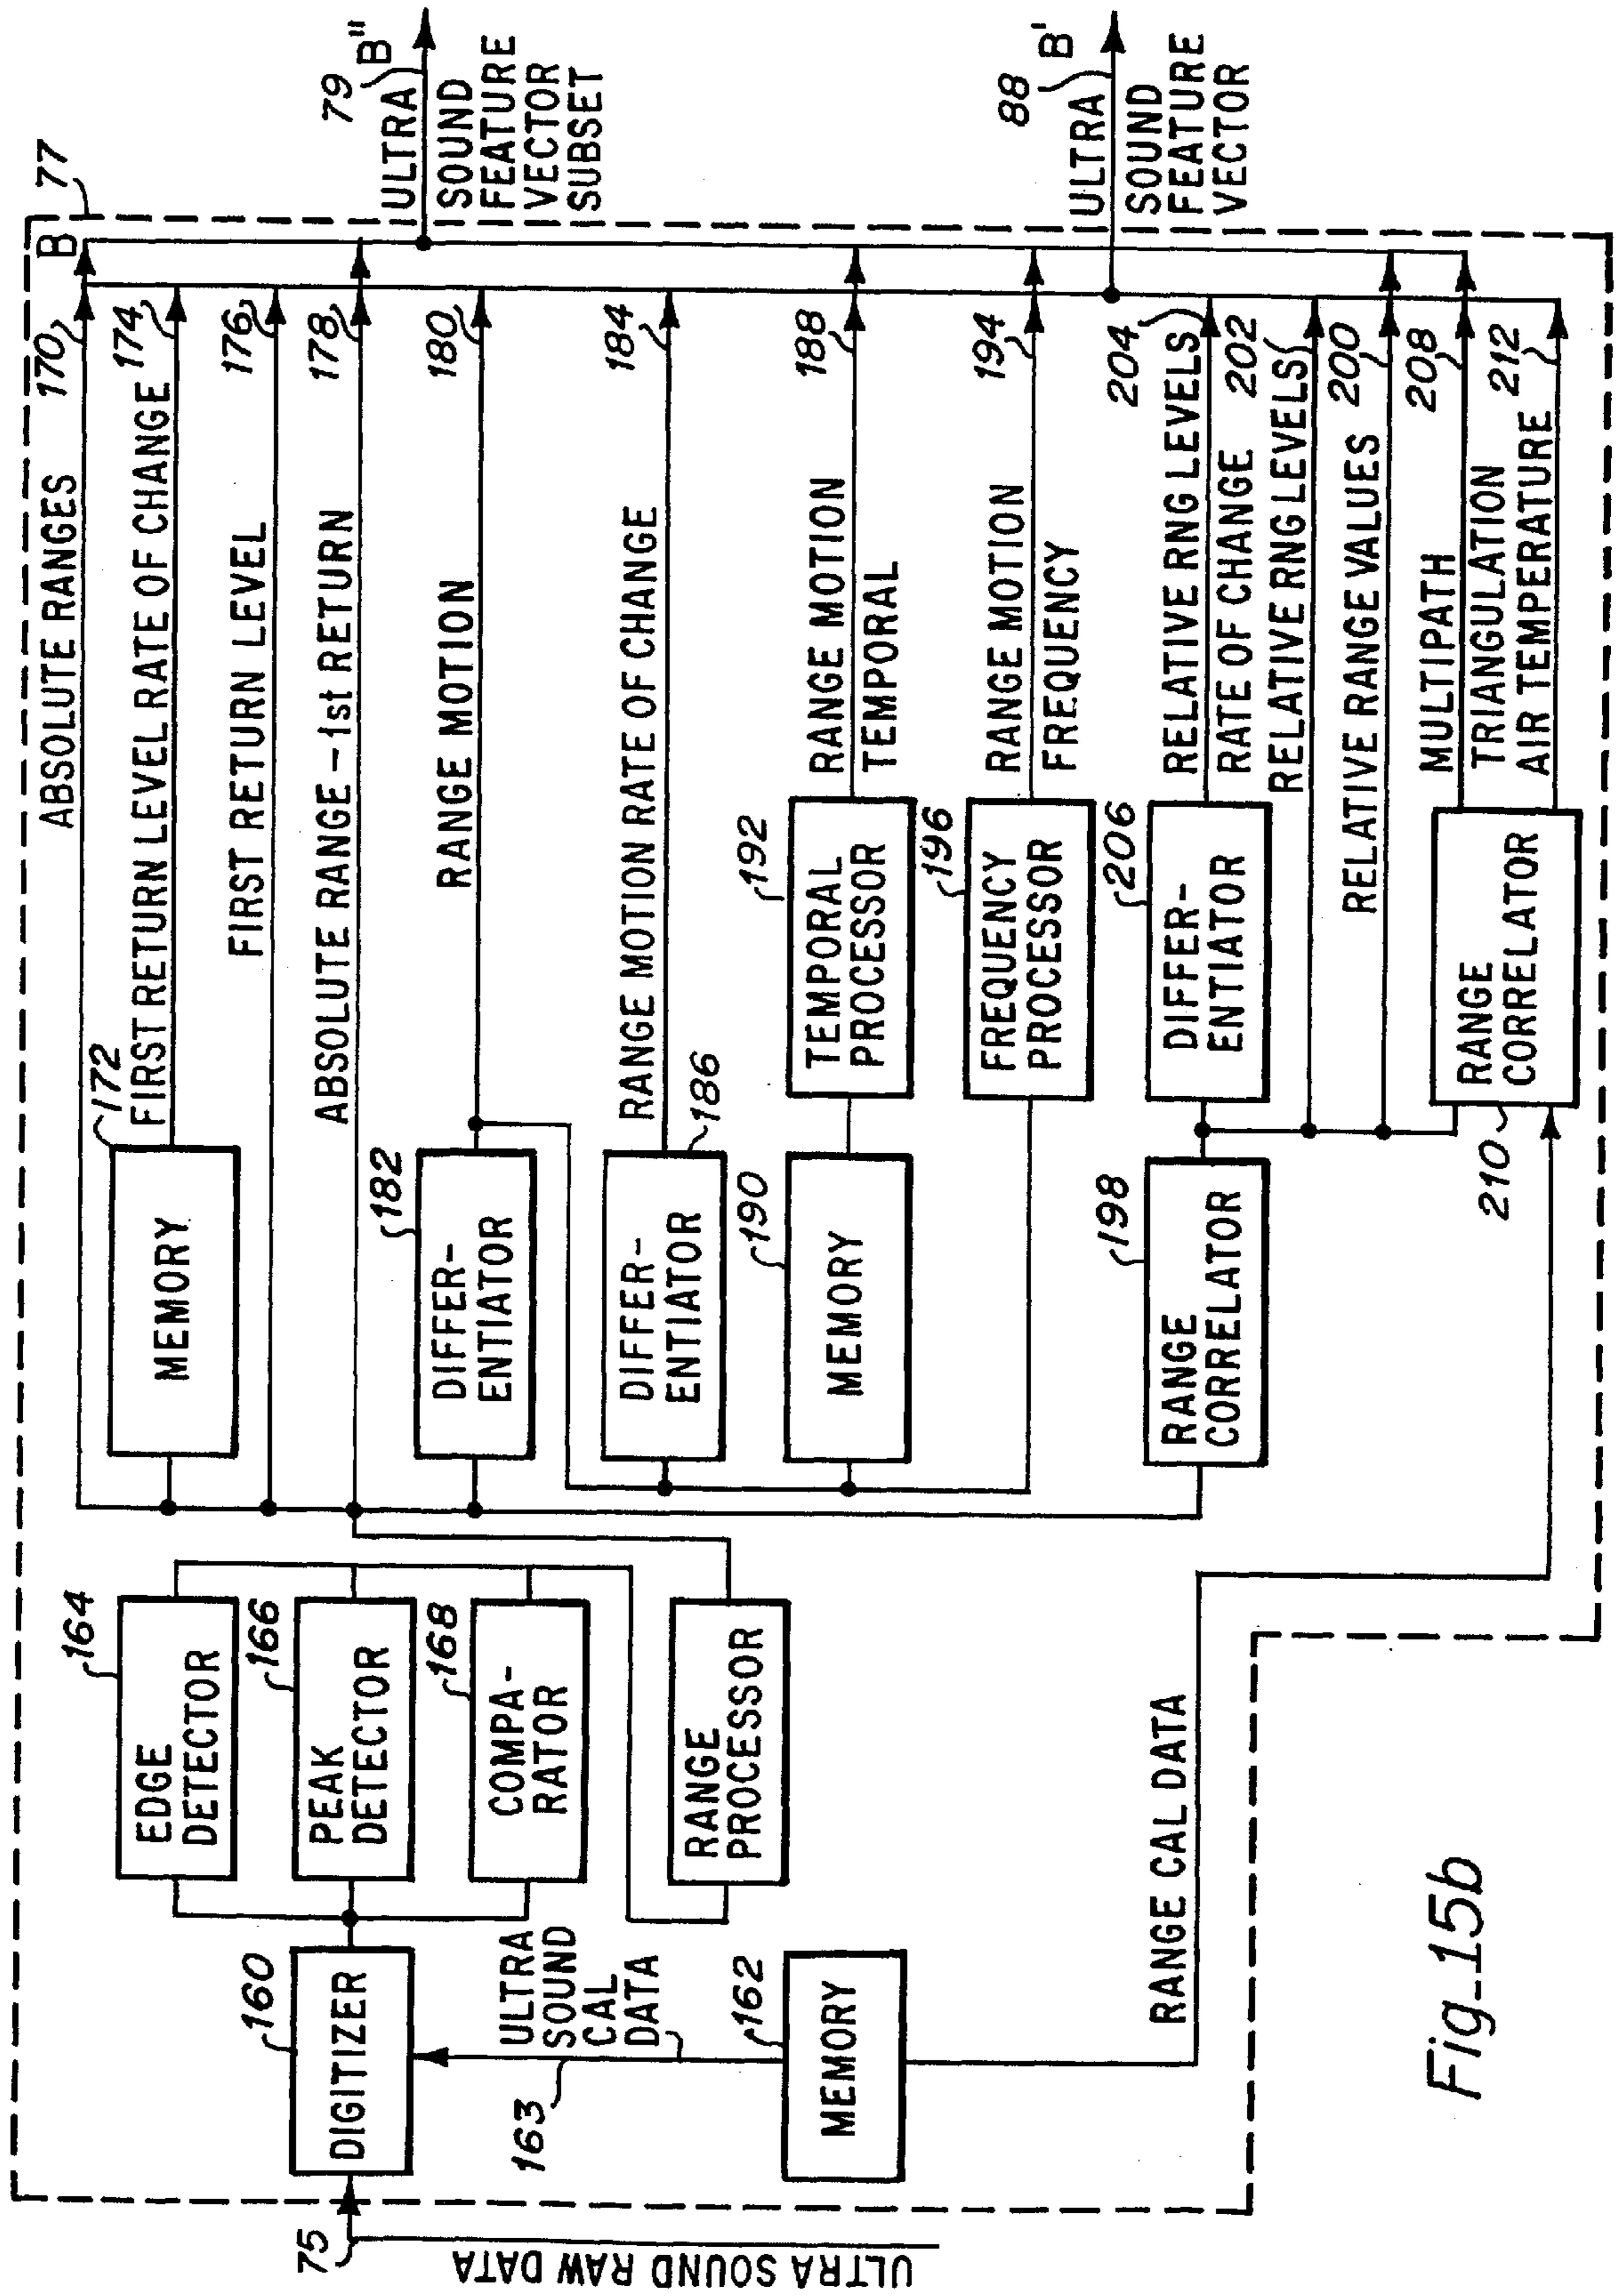 ULTRA SOUND RAW DATA
75
DIGITIZER
160
ULTRA
SOUND
CAL
DATA
163
MEMORY
162
EDGE
DETECTOR
164
PEAK
DETECTOR
166
COMPA-
RATOR
168
RANGE
PROCESSOR
RANGE CAL DATA
ABSOLUTE RANGES
170
B
77
MEMORY
172
FIRST RETURN LEVEL RATE OF CHANGE
174
FIRST RETURN LEVEL
176
ABSOLUTE RANGE -1st RETURN
178
DIFFER-
ENTIATOR
182
RANGE MOTION
180
DIFFER-
ENTIATOR
186
RANGE MOTION RATE OF CHANGE
184
MEMORY
190
TEMPORAL
PROCESSOR
192
RANGE MOTION
TEMPORAL
188
FREQUENCY
PROCESSOR
196
RANGE MOTION
FREQUENCY
194
RANGE
CORRELATOR
198
DIFFER-
ENTIATOR
206
RELATIVE RNG LEVELS
RATE OF CHANGE
204
RELATIVE RNG LEVELS
202
RELATIVE RANGE VALUES
200
RANGE
CORRELATOR
210
MULTIPATH
TRIANGULATION
208
AIR TEMPERATURE
212
79
B"
ULTRA
SOUND
FEATURE
VECTOR
SUBSET
88
B'
ULTRA
SOUND
FEATURE
VECTOR
Fig_15b